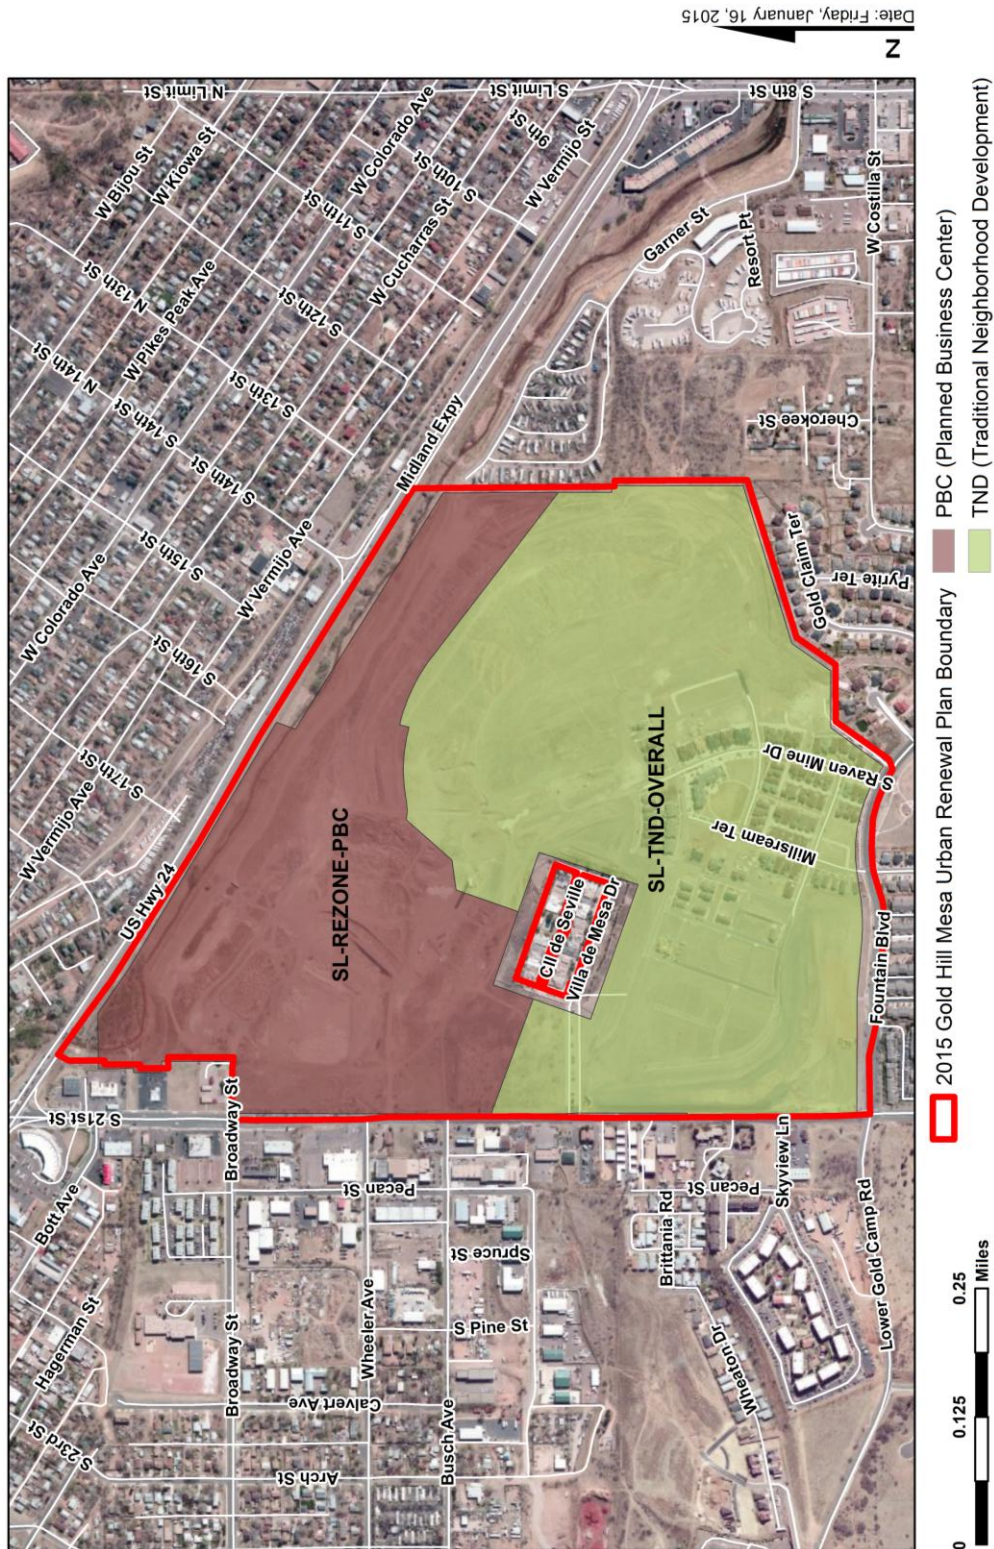 Date: Friday, January 16, 2015
N
N Limit St
S Limit St
S 8th St
W Bijou St
W Kiowa St
W Colorado Ave
9th St
S 10th St
W Vermijo St
S 11th St
W Cucharras St
N 13th St
S 12th St
W Pikes Peak Ave
N 14th St
S 13th St
S 14th St
S 14th St
Midland Expy
S 15th St
W Vermijo Ave
W Colorado Ave
S 16th St
S 17th St
W Vermijo Ave
US Hwy 24
Garner St
Resort Pt
W Costilla St
Cherokee St
Gold Claim Ter
Pyrite Ter
SL-REZONE-PBC
SL-TND-OVERALL
S Raven Mine Dr
Millsream Ter
Cll de Seville
Villa de Mesa Dr
Fountain Blvd
S 21st St
Broadway St
Bott Ave
Pecan St
Hagerman St
Spruce St
Wheeler Ave
S Pine St
Broadway St
Calvert Ave
S 23rd St
Arch St
Busch Ave
Brittania Rd
Pecan St
Skyview Ln
Wheaton Dr
Lower Gold Camp Rd
0 0.125 0.25
Miles
2015 Gold Hill Mesa Urban Renewal Plan Boundary
PBC (Planned Business Center)
TND (Traditional Neighborhood Development)